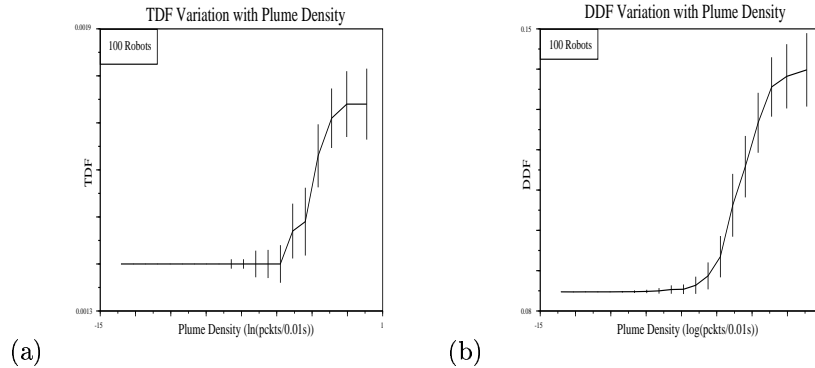 TDF Variation with Plume Density
0.0019
100 Robots
TDF
0.0013
-15
1
Plume Density (ln(pckts/0.01s))
(a)
DDF Variation with Plume Density
0.15
100 Robots
DDF
0.08
-15
Plume Density (log(pckts/0.01s))
(b)